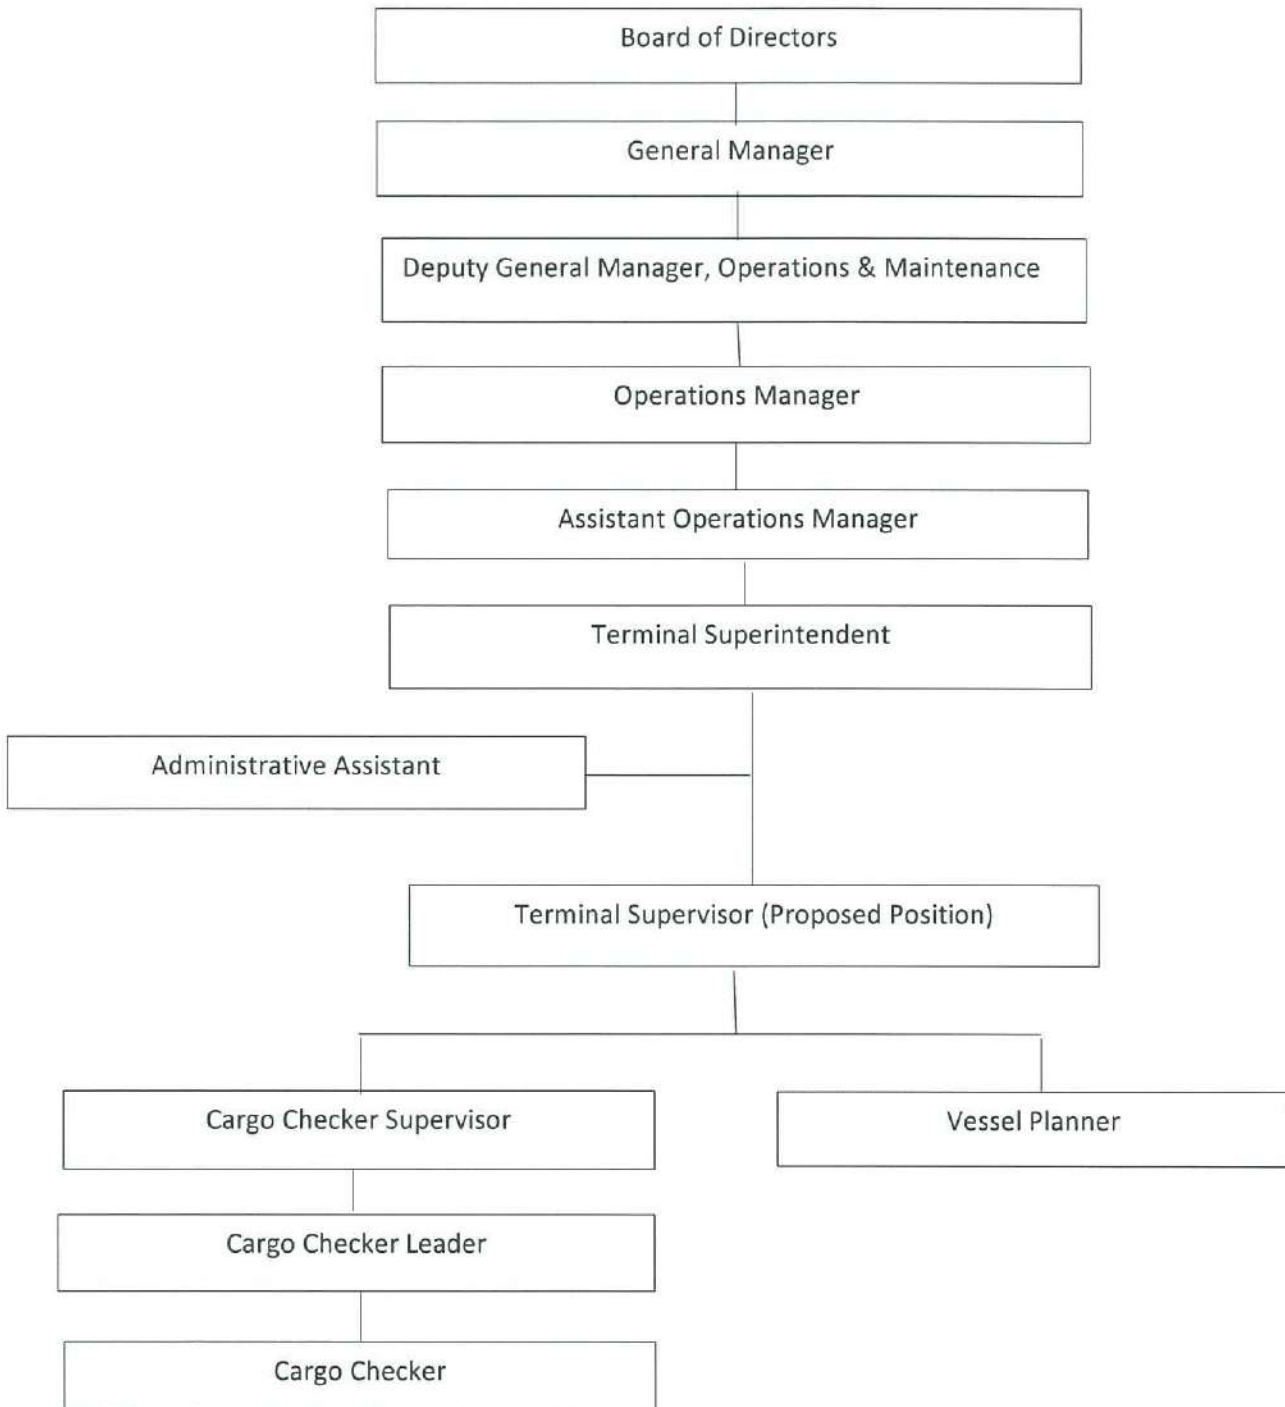 Board of Directors
General Manager
Deputy General Manager, Operations & Maintenance
Operations Manager
Assistant Operations Manager
Terminal Superintendent
Administrative Assistant
Terminal Supervisor (Proposed Position)
Cargo Checker Supervisor
Vessel Planner
Cargo Checker Leader
Cargo Checker